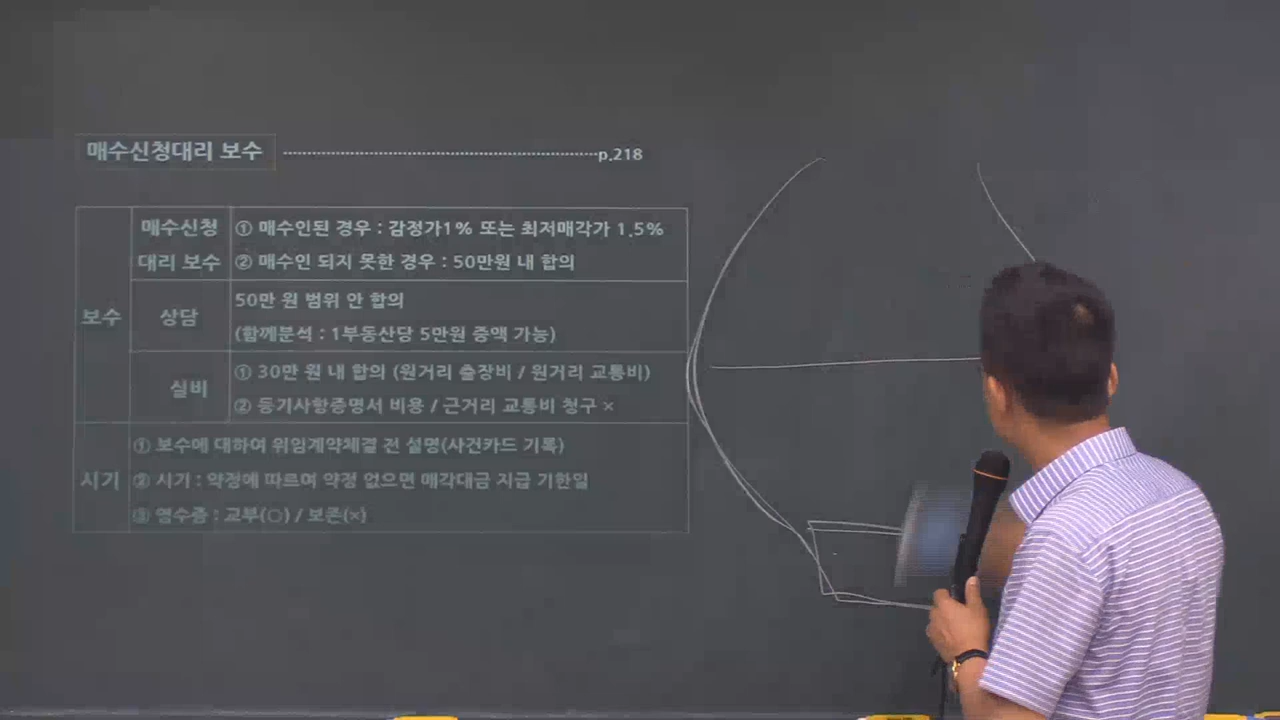 매수신청대리 보수 p.218
보수
매수신청
대리 보수
① 매수인된 경우 : 감정가1% 또는 최저매각가 1.5%
② 매수인 되지 못한 경우 : 50만원 내 합의
상담
50만 원 범위 안 합의
(함께분석 : 1부동산당 5만원 증액 가능)
실비
① 30만 원 내 합의 (원거리 출장비 / 원거리 교통비)
② 등기사항증명서 비용 / 근거리 교통비 청구 ×
시기
① 보수에 대하여 위임계약체결 전 설명(사건카드 기록)
② 시기 : 약정에 따르며 약정 없으면 매각대금 지급 기한일
③ 영수증 : 교부(○) / 보존(×)